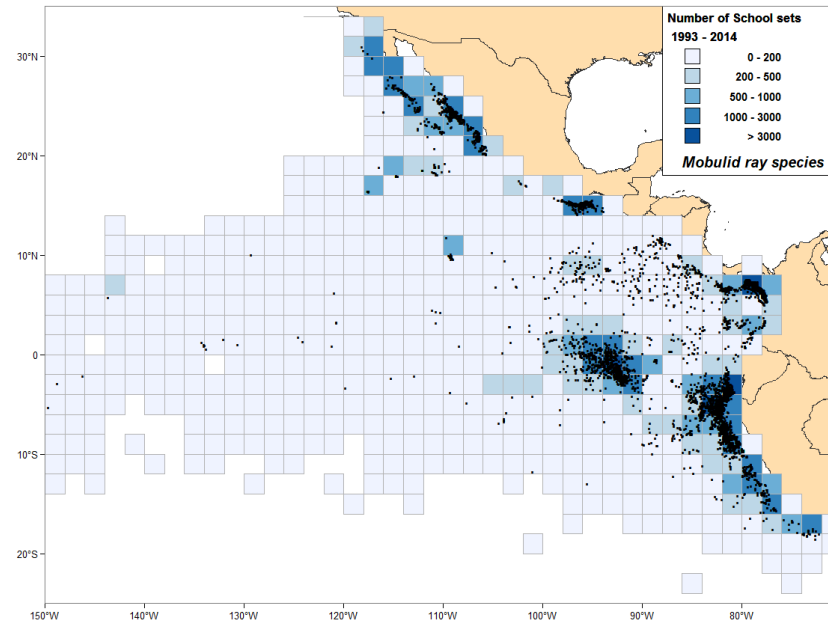 Number of School sets
1993 - 2014
0 - 200
200 - 500
500 - 1000
1000 - 3000
> 3000
Mobulid ray species
30°N
20°N
10°N
0
10°S
20°S
150°W 140°W 130°W 120°W 110°W 100°W 90°W 80°W